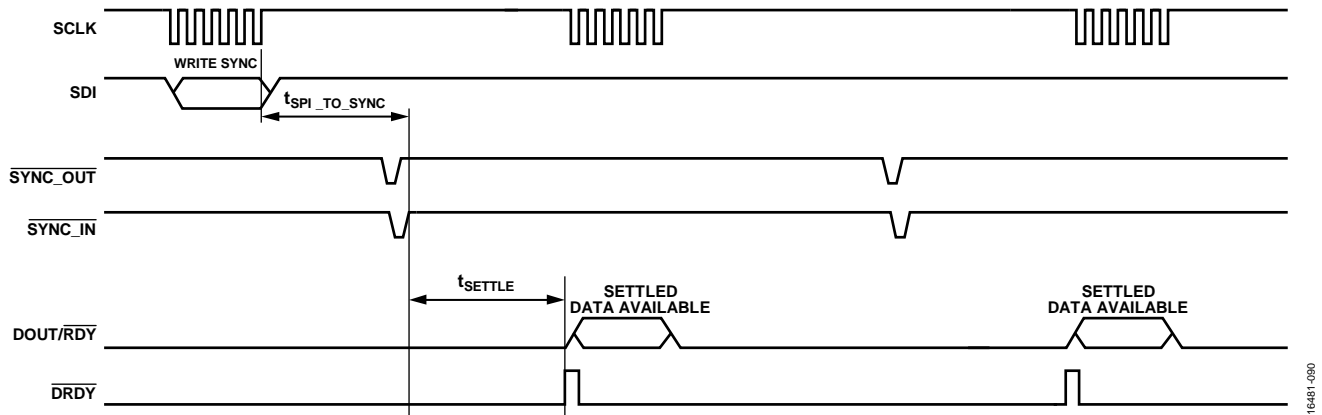 SCLK
WRITE SYNC
SDI
tSPI_TO_SYNC
SYNC_OUT
SYNC_IN
tSETTLE
SETTLED
DATA AVAILABLE
SETTLED
DATA AVAILABLE
DOUT/RDY
DRDY
16481-090